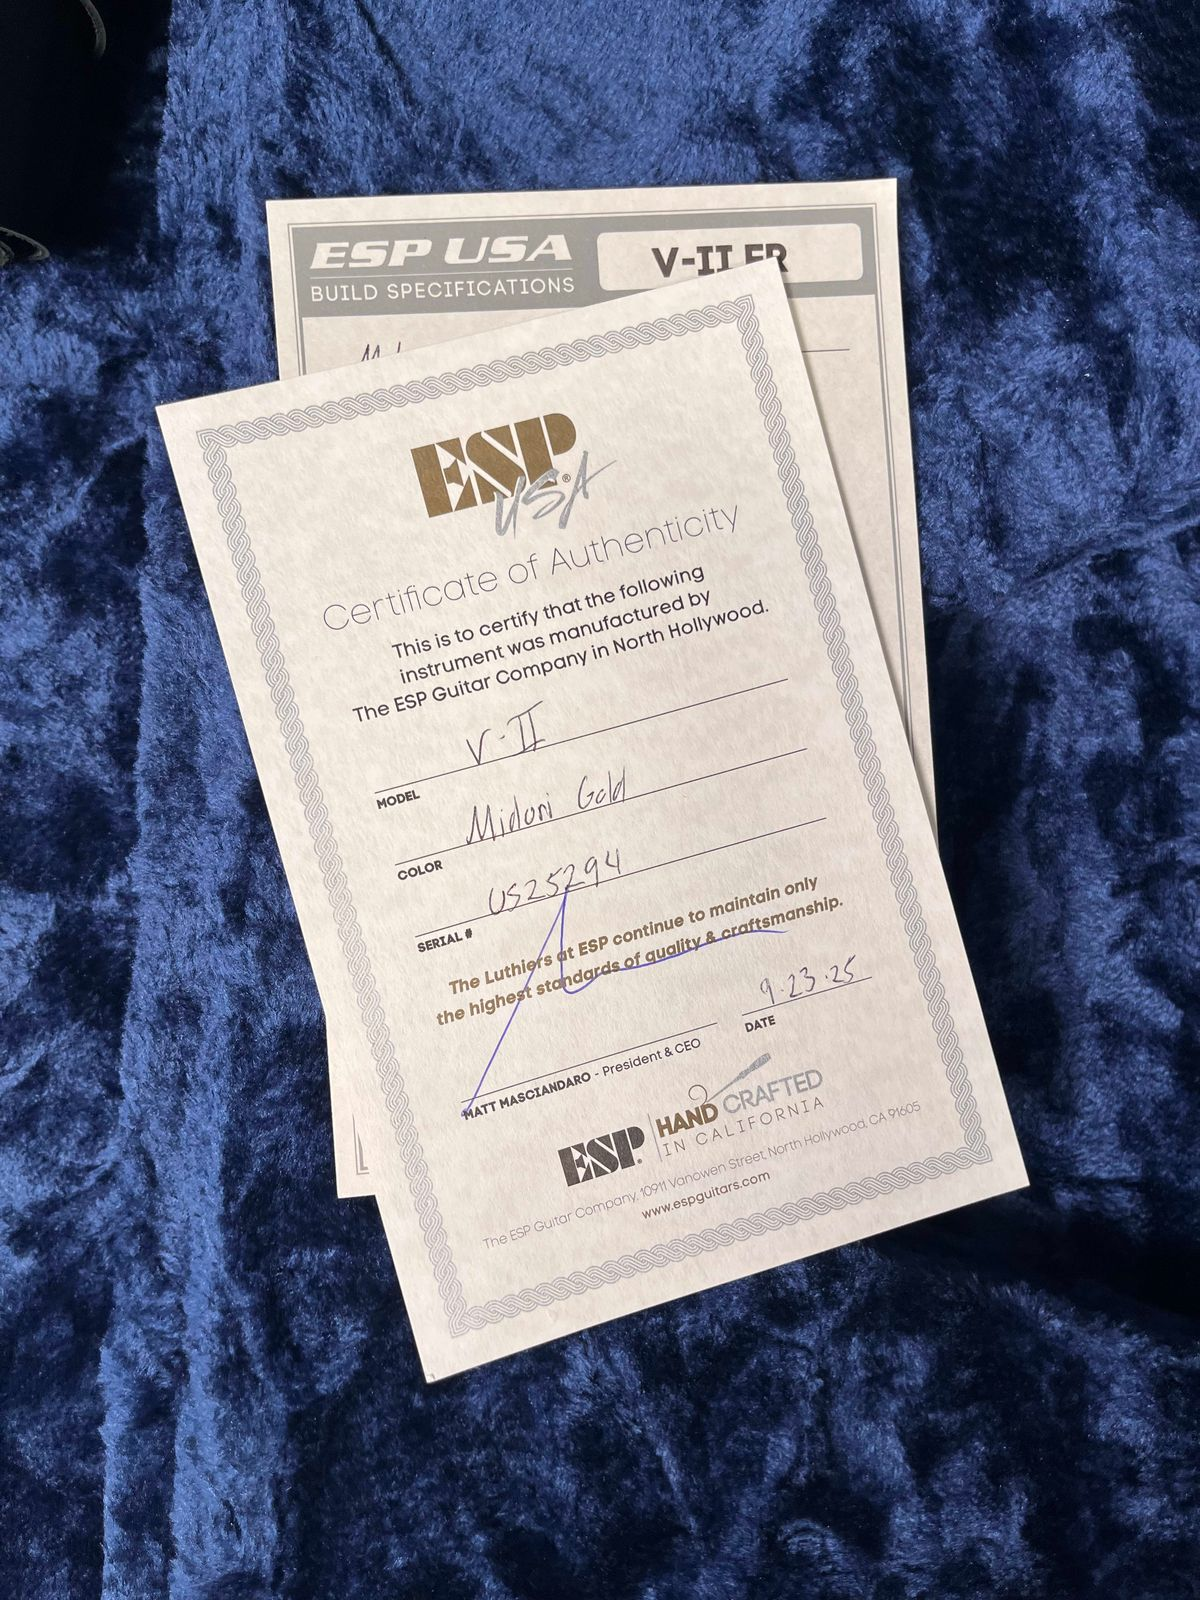 ESP USA
BUILD SPECIFICATIONS
V-II FR
ESP
USA®
Certificate of Authenticity
This is to certify that the following
instrument was manufactured by
The ESP Guitar Company in North Hollywood.
V-II
MODEL
Midori Gold
COLOR
US25294
SERIAL #
The Luthiers at ESP continue to maintain only
the highest standards of quality & craftsmanship.
9.23.25
MATT MASCIANDARO - President & CEO
DATE
ESP®
HAND CRAFTED
IN CALIFORNIA
The ESP Guitar Company, 10911 Vanowen Street, North Hollywood, CA 91605
www.espguitars.com